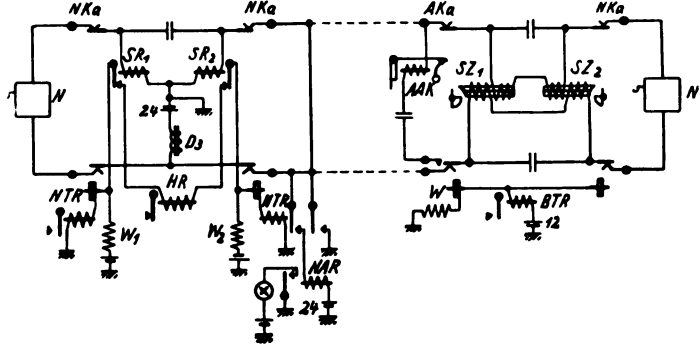 NKa
NKa
AKa
NKa
SR1
SR2
AAK
SZ1
SZ2
N
N
24
D3
NTR
HR
NTR
W
BTR
W1
W2
12
NAR
24